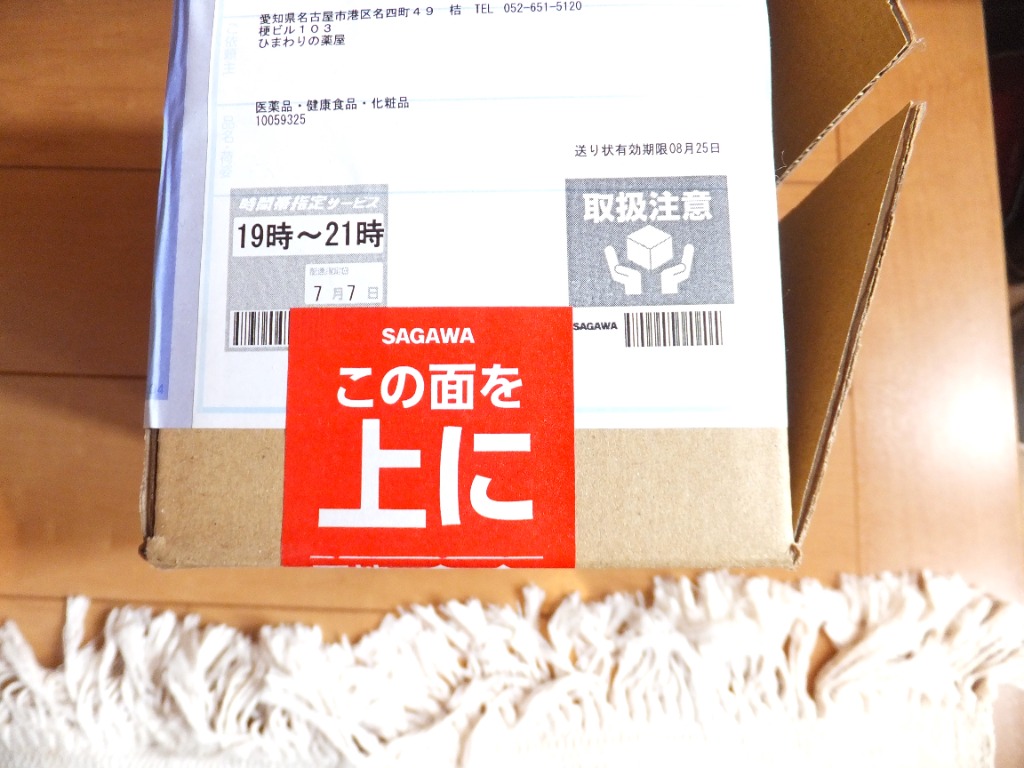 愛知県名古屋市港区名四町49 桔 TEL 052-651-5120
梗ビル103
ひまわりの薬屋
医薬品・健康食品・化粧品
10059325
送り状有効期限08月25日
時間帯指定サービス
19時～21時
7月7日
取扱注意
SAGAWA
SAGAWA
この面を
上に